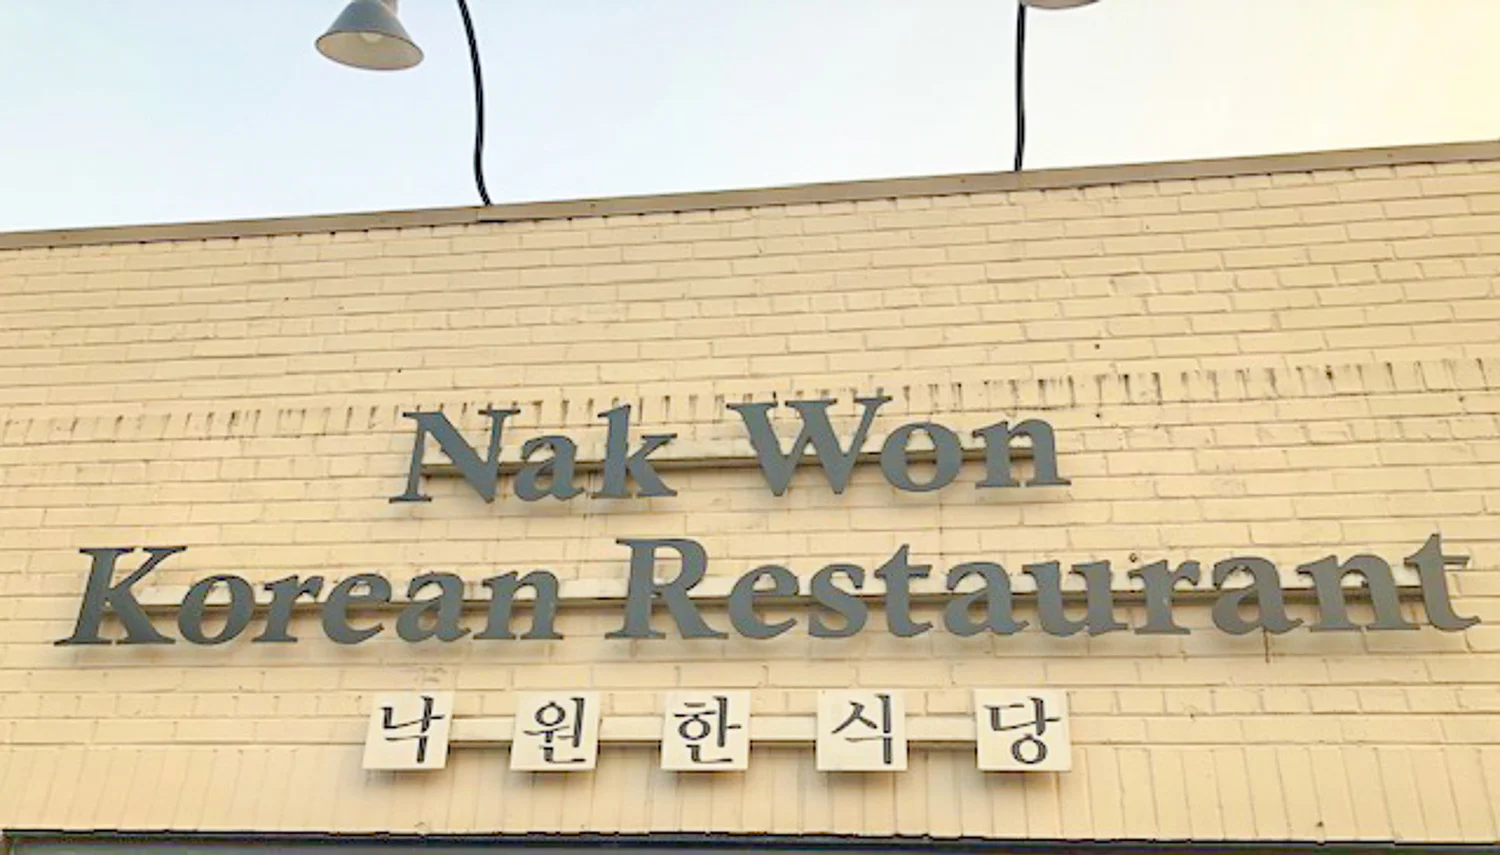 Nak Won
Korean Restaurant
낙원한식당